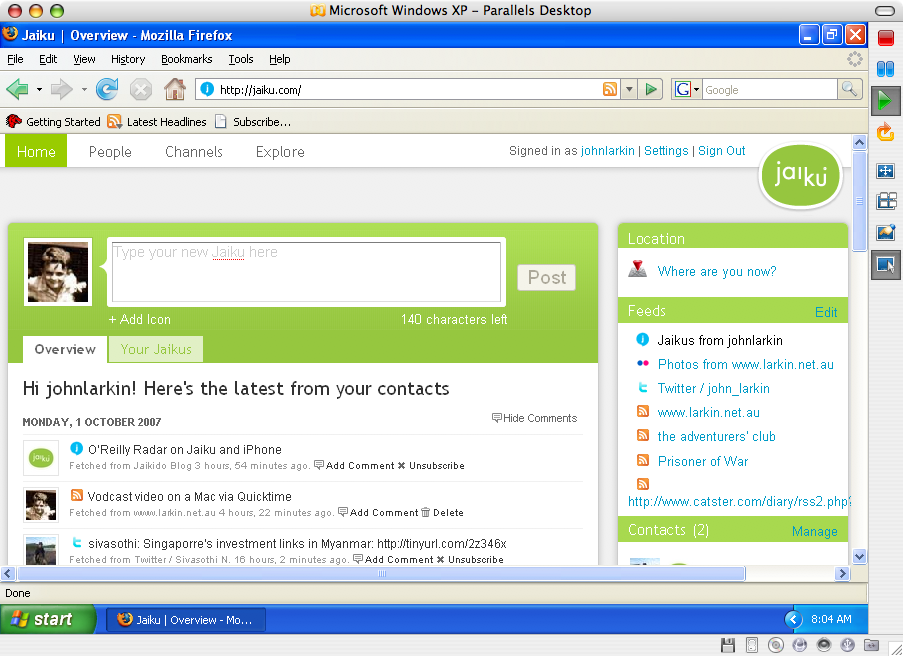 Microsoft Windows XP – Parallels Desktop
Jaiku | Overview - Mozilla Firefox
File Edit View History Bookmarks Tools Help
http://jaiku.com/ G Google
Getting Started Latest Headlines Subscribe...
Home People Channels Explore Signed in as johnlarkin | Settings | Sign Out
jaiku
Type your new Jaiku here
Post
+ Add Icon 140 characters left
Overview Your Jaikus
Hi johnlarkin! Here's the latest from your contacts
MONDAY, 1 OCTOBER 2007 Hide Comments
jaiku
O'Reilly Radar on Jaiku and iPhone
Fetched from Jaikido Blog 3 hours, 54 minutes ago. Add Comment Unsubscribe
Vodcast video on a Mac via Quicktime
Fetched from www.larkin.net.au 4 hours, 22 minutes ago. Add Comment Delete
sivasothi: Singaporre's investment links in Myanmar: http://tinyurl.com/2z346x
Fetched from Twitter / Sivasothi N. 16 hours, 2 minutes ago. Add Comment Unsubscribe
Location
Where are you now?
Feeds Edit
Jaikus from johnlarkin
Photos from www.larkin.net.au
Twitter / john_larkin
www.larkin.net.au
the adventurers' club
Prisoner of War
http://www.catster.com/diary/rss2.php?
Contacts (2) Manage
Done
start Jaiku | Overview - Mo... 8:04 AM